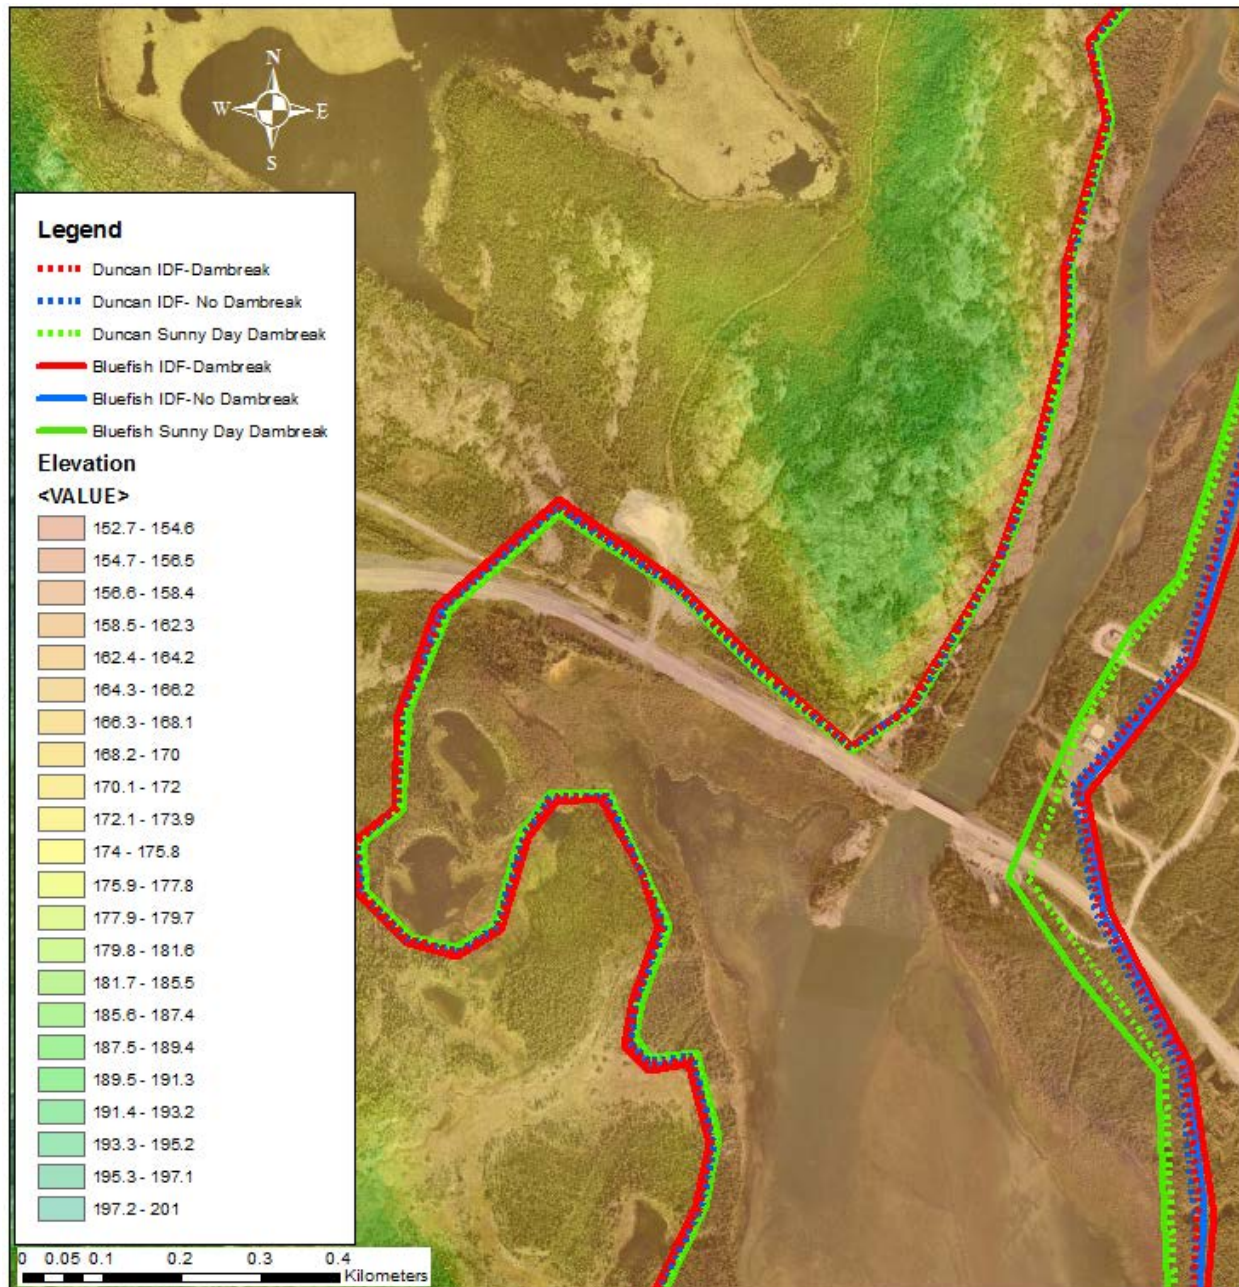 N
W E
S
Legend
Duncan IDF-Dambreak
Duncan IDF- No Dambreak
Duncan Sunny Day Dambreak
Bluefish IDF-Dambreak
Bluefish IDF-No Dambreak
Bluefish Sunny Day Dambreak
Elevation
<VALUE>
152.7 - 154.6
154.7 - 156.5
156.6 - 158.4
158.5 - 162.3
162.4 - 164.2
164.3 - 166.2
166.3 - 168.1
168.2 - 170
170.1 - 172
172.1 - 173.9
174 - 175.8
175.9 - 177.8
177.9 - 179.7
179.8 - 181.6
181.7 - 185.5
185.6 - 187.4
187.5 - 189.4
189.5 - 191.3
191.4 - 193.2
193.3 - 195.2
195.3 - 197.1
197.2 - 201
0 0.05 0.1 0.2 0.3 0.4
Kilometers